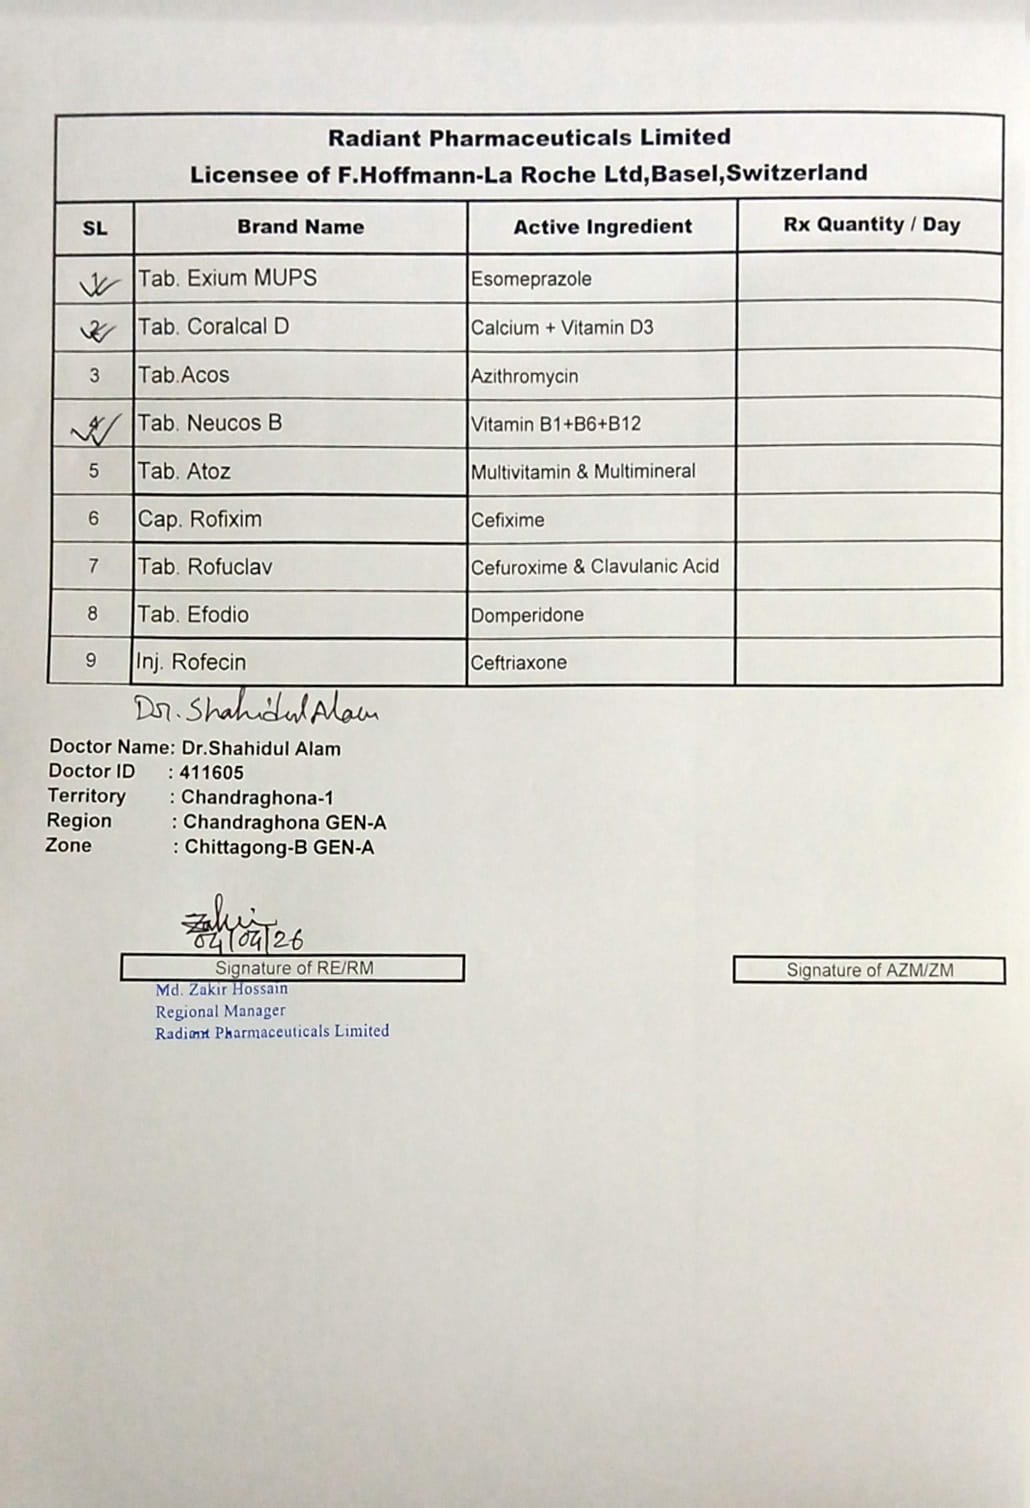 Radiant Pharmaceuticals Limited
Licensee of F.Hoffmann-La Roche Ltd,Basel,Switzerland
SL Brand Name Active Ingredient Rx Quantity / Day
1 Tab. Exium MUPS Esomeprazole
2 Tab. Coralcal D Calcium + Vitamin D3
3 Tab.Acos Azithromycin
4 Tab. Neucos B Vitamin B1+B6+B12
5 Tab. Atoz Multivitamin & Multimineral
6 Cap. Rofixim Cefixime
7 Tab. Rofuclav Cefuroxime & Clavulanic Acid
8 Tab. Efodio Domperidone
9 Inj. Rofecin Ceftriaxone
Dr. Shahidul Alam
Doctor Name: Dr.Shahidul Alam
Doctor ID : 411605
Territory : Chandraghona-1
Region : Chandraghona GEN-A
Zone : Chittagong-B GEN-A
Zakir
04/04/26
Signature of RE/RM Signature of AZM/ZM
Md. Zakir Hossain
Regional Manager
Radiant Pharmaceuticals Limited